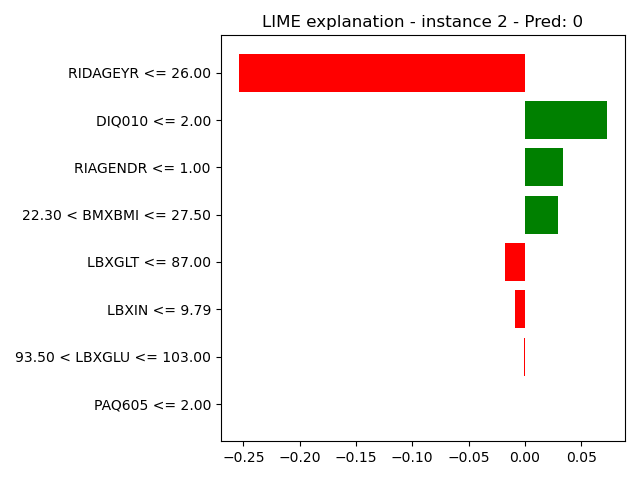 LIME explanation - instance 2 - Pred: 0
RIDAGEYR <= 26.00
DIQ010 <= 2.00
RIAGENDR <= 1.00
22.30 < BMXBMI <= 27.50
LBXGLT <= 87.00
LBXIN <= 9.79
93.50 < LBXGLU <= 103.00
PAQ605 <= 2.00
−0.25 −0.20 −0.15 −0.10 −0.05 0.00 0.05